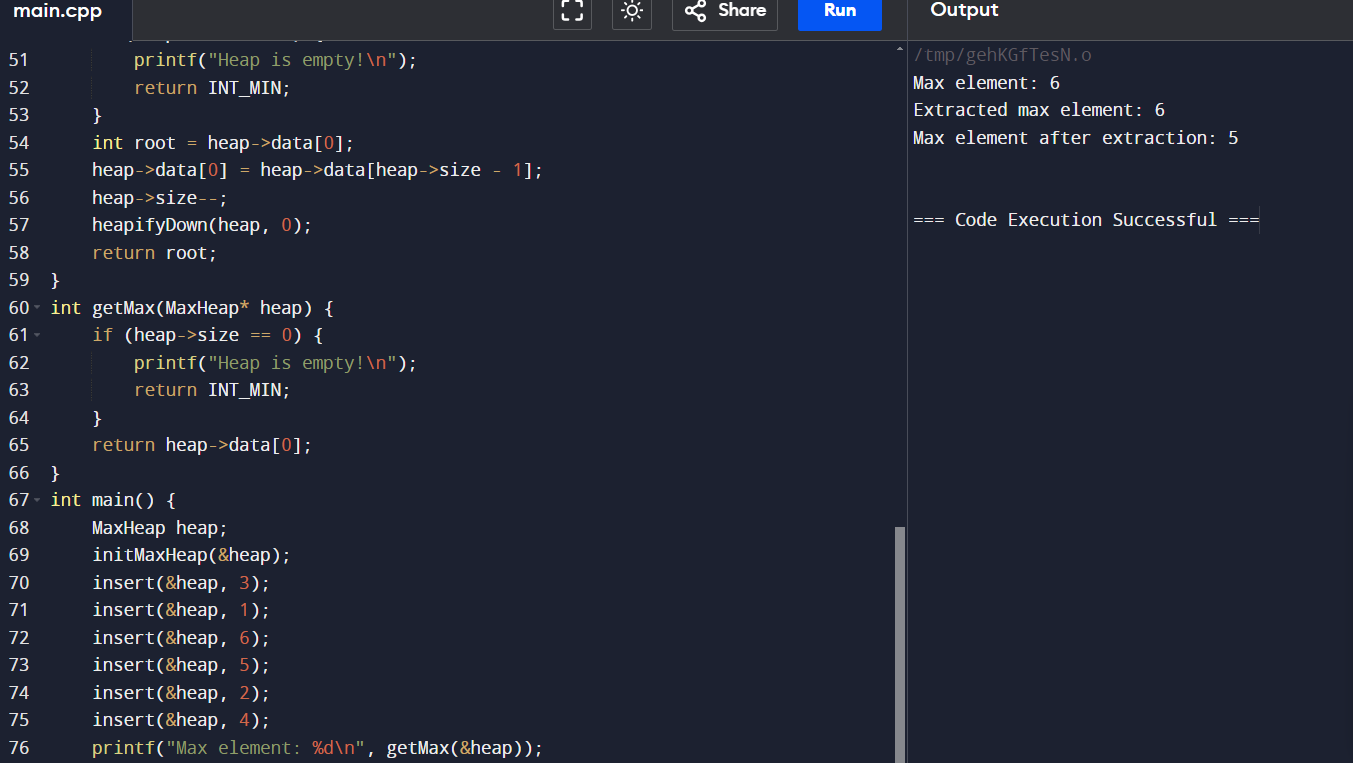 main.cpp
Share
Run
Output
51 printf("Heap is empty!\n");
52 return INT_MIN;
53 }
54 int root = heap->data[0];
55 heap->data[0] = heap->data[heap->size - 1];
56 heap->size--;
57 heapifyDown(heap, 0);
58 return root;
59 }
60 int getMax(MaxHeap* heap) {
61 if (heap->size == 0) {
62 printf("Heap is empty!\n");
63 return INT_MIN;
64 }
65 return heap->data[0];
66 }
67 int main() {
68 MaxHeap heap;
69 initMaxHeap(&heap);
70 insert(&heap, 3);
71 insert(&heap, 1);
72 insert(&heap, 6);
73 insert(&heap, 5);
74 insert(&heap, 2);
75 insert(&heap, 4);
76 printf("Max element: %d\n", getMax(&heap));
/tmp/gehKGfTesN.o
Max element: 6
Extracted max element: 6
Max element after extraction: 5
=== Code Execution Successful ===